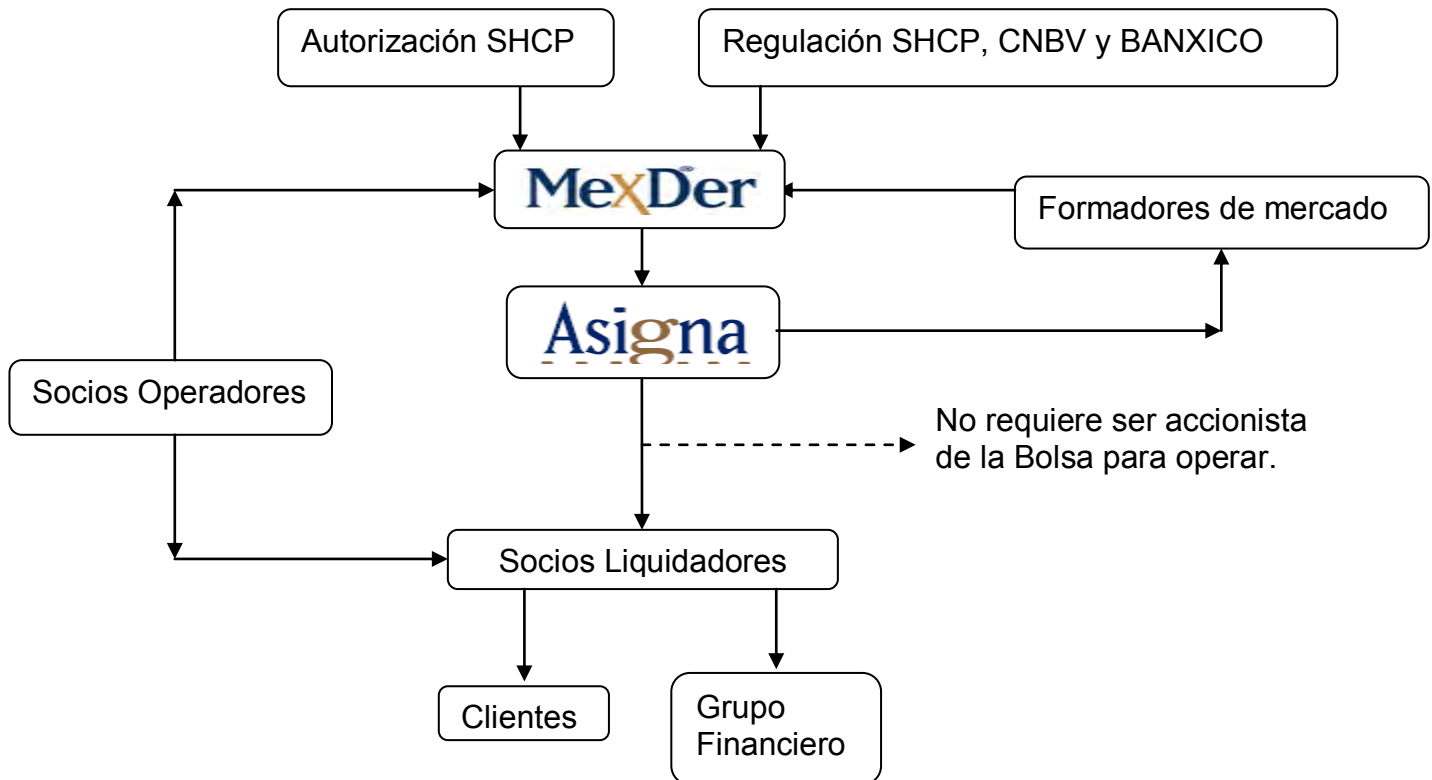 Autorización SHCP
Regulación SHCP, CNBV y BANXICO
MexDer®
Formadores de mercado
Asigna
Socios Operadores
No requiere ser accionista
de la Bolsa para operar.
Socios Liquidadores
Clientes
Grupo
Financiero